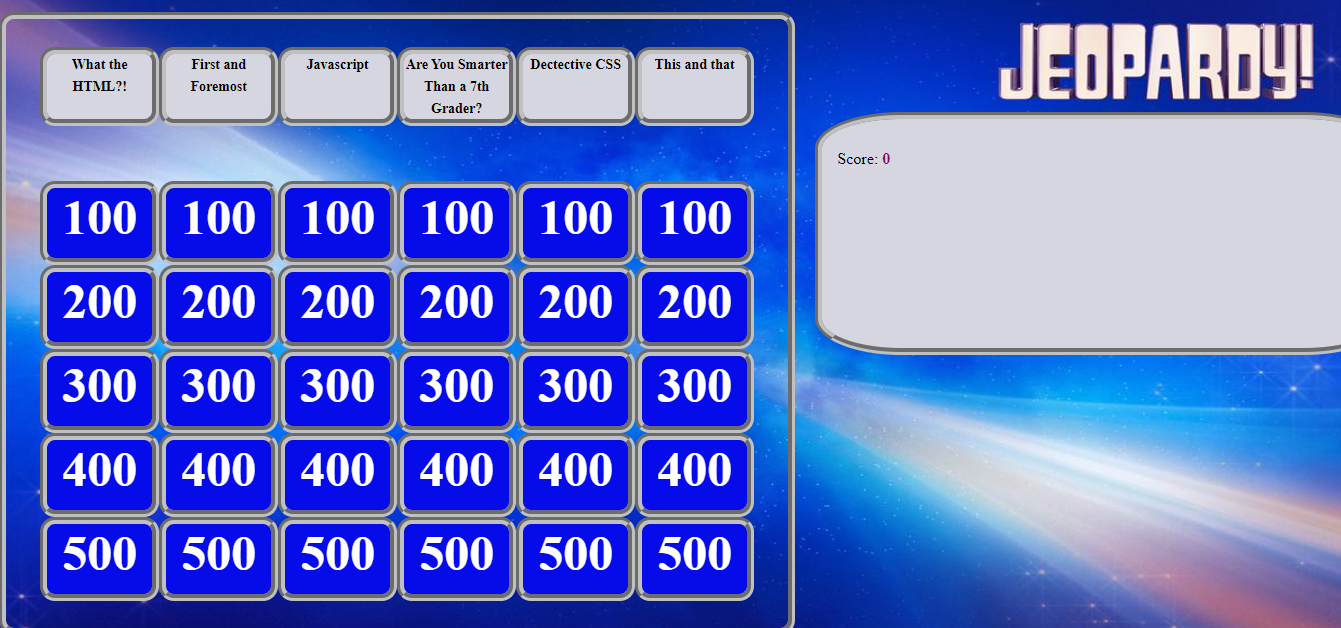 JEOPARDY!
What the
HTML?!
First and
Foremost
Javascript
Are You Smarter
Than a 7th
Grader?
Dectective CSS
This and that
Score: 0
100 100 100 100 100 100
200 200 200 200 200 200
300 300 300 300 300 300
400 400 400 400 400 400
500 500 500 500 500 500